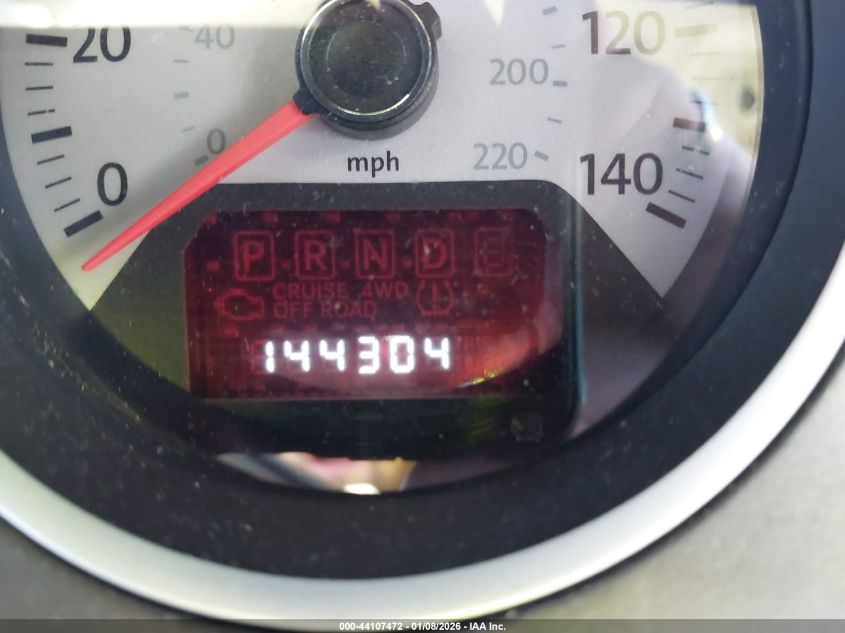 20 40 120
200
0 0 mph 220 140
P R N D
CRUISE 4WD
OFF ROAD
144304
000-44107472 - 01/08/2026 - IAA Inc.